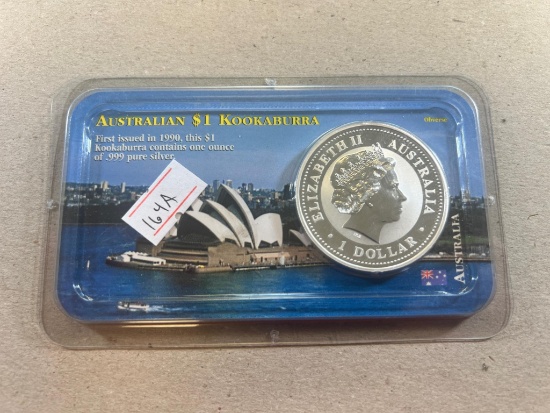 AUSTRALIAN $1 KOOKABURRA
Obverse
First issued in 1990, this $1
Kookaburra contains one ounce
of .999 pure silver.
164A
ELIZABETH II
AUSTRALIA
1 DOLLAR
AUSTRALIA